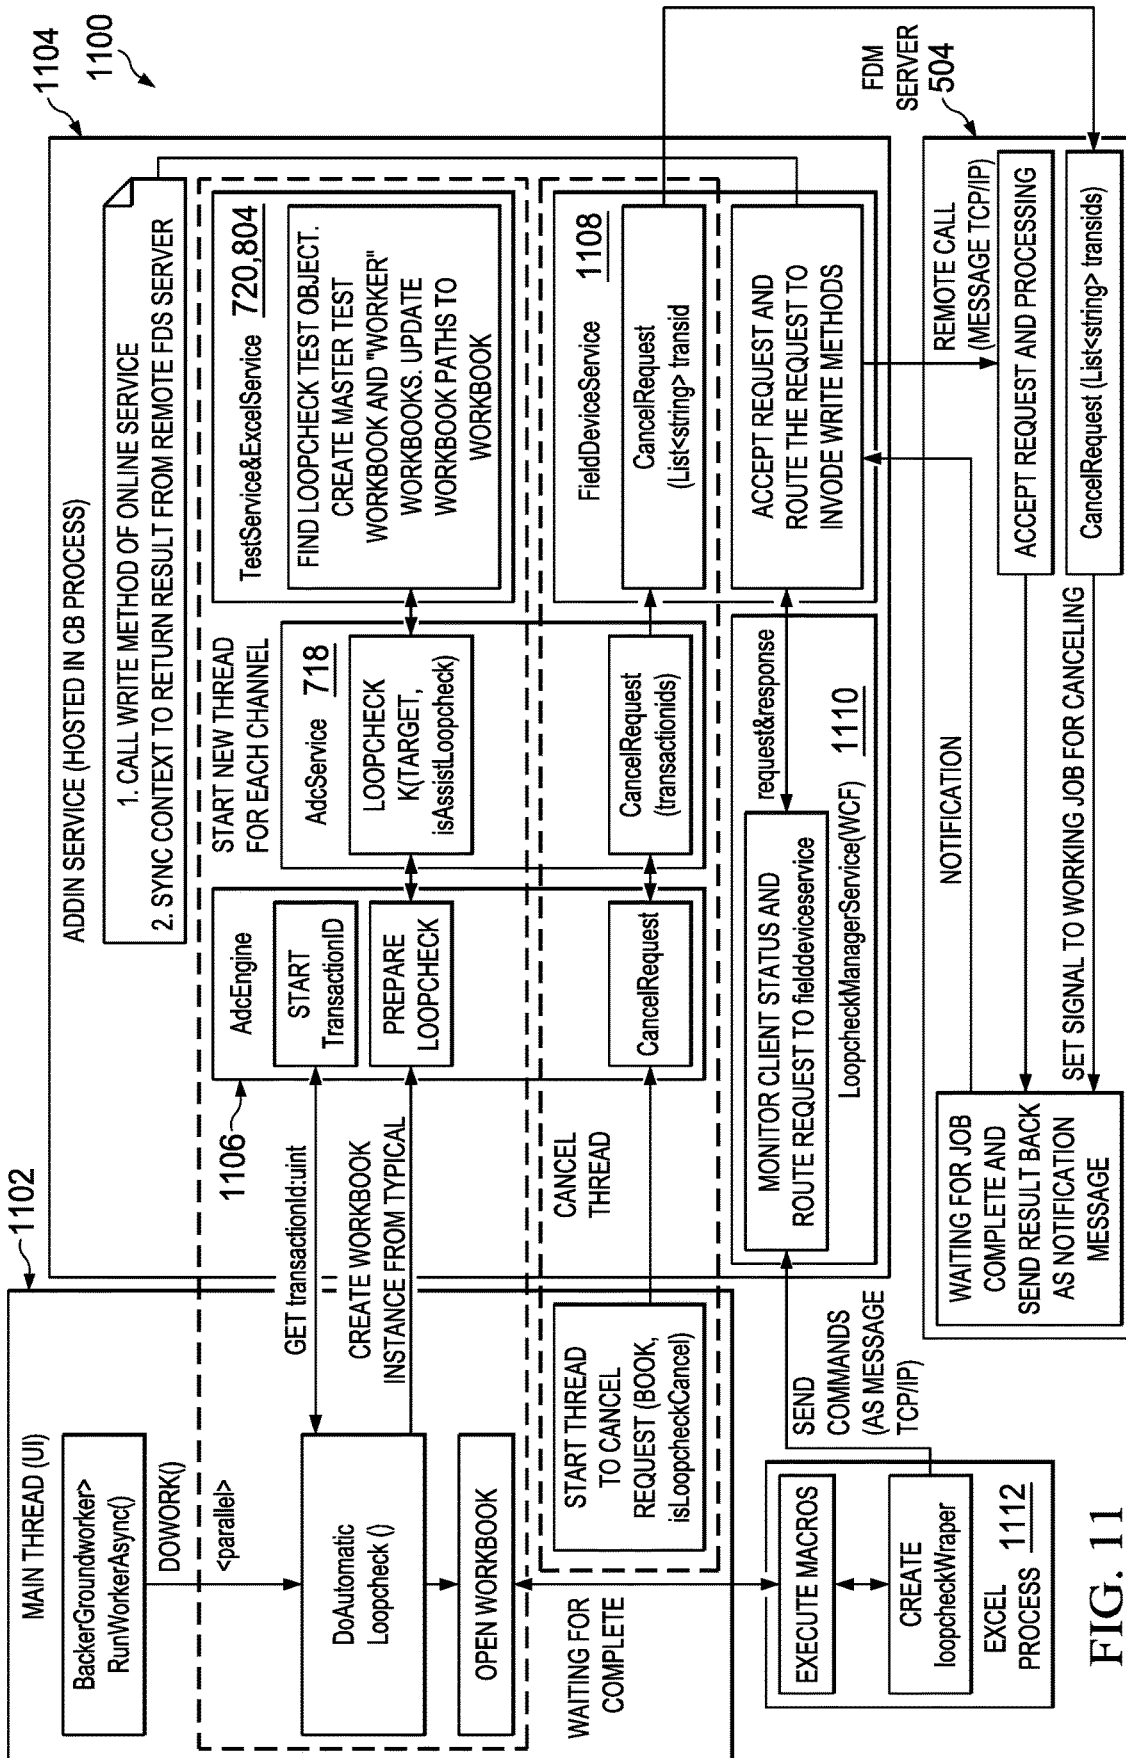 1102
MAIN THREAD (UI)
BackerGroundworker>
RunWorkerAsync()
DOWORK()
<parallel>
DoAutomatic
Loopcheck ()
OPEN WORKBOOK
GET transactionId:uint
CREATE WORKBOOK
INSTANCE FROM TYPICAL
START THREAD
TO CANCEL
REQUEST (BOOK,
isLoopcheckCancel)
WAITING FOR
COMPLETE
EXECUTE MACROS
CREATE
loopcheckWraper
EXCEL
PROCESS 1112
SEND
COMMANDS
(AS MESSAGE
TCP/IP)
1104
1100
ADDIN SERVICE (HOSTED IN CB PROCESS)
1. CALL WRITE METHOD OF ONLINE SERVICE
2. SYNC CONTEXT TO RETURN RESULT FROM REMOTE FDS SERVER
1106
AdcEngine
START
TransactionID
PREPARE
LOOPCHECK
CancelRequest
CANCEL
THREAD
START NEW THREAD
FOR EACH CHANNEL
AdcService 718
LOOPCHECK
K(TARGET,
isAssistLoopcheck)
CancelRequest
(transactionids)
TestService&ExcelService 720,804
FIND LOOPCHECK TEST OBJECT.
CREATE MASTER TEST
WORKBOOK AND "WORKER"
WORKBOOKS. UPDATE
WORKBOOK PATHS TO
WORKBOOK
FieldDeviceService 1108
CancelRequest
(List<string> transid
ACCEPT REQUEST AND
ROUTE THE REQUEST TO
INVODE WRITE METHODS
request&response
MONITOR CLIENT STATUS AND
ROUTE REQUEST TO fielddeviceservice
LoopcheckManagerService(WCF) 1110
FDM
SERVER
504
REMOTE CALL
(MESSAGE TCP/IP)
NOTIFICATION
ACCEPT REQUEST AND PROCESSING
CancelRequest (List<string> transids)
SET SIGNAL TO WORKING JOB FOR CANCELING
WAITING FOR JOB
COMPLETE AND
SEND RESULT BACK
AS NOTIFICATION
MESSAGE
FIG. 11